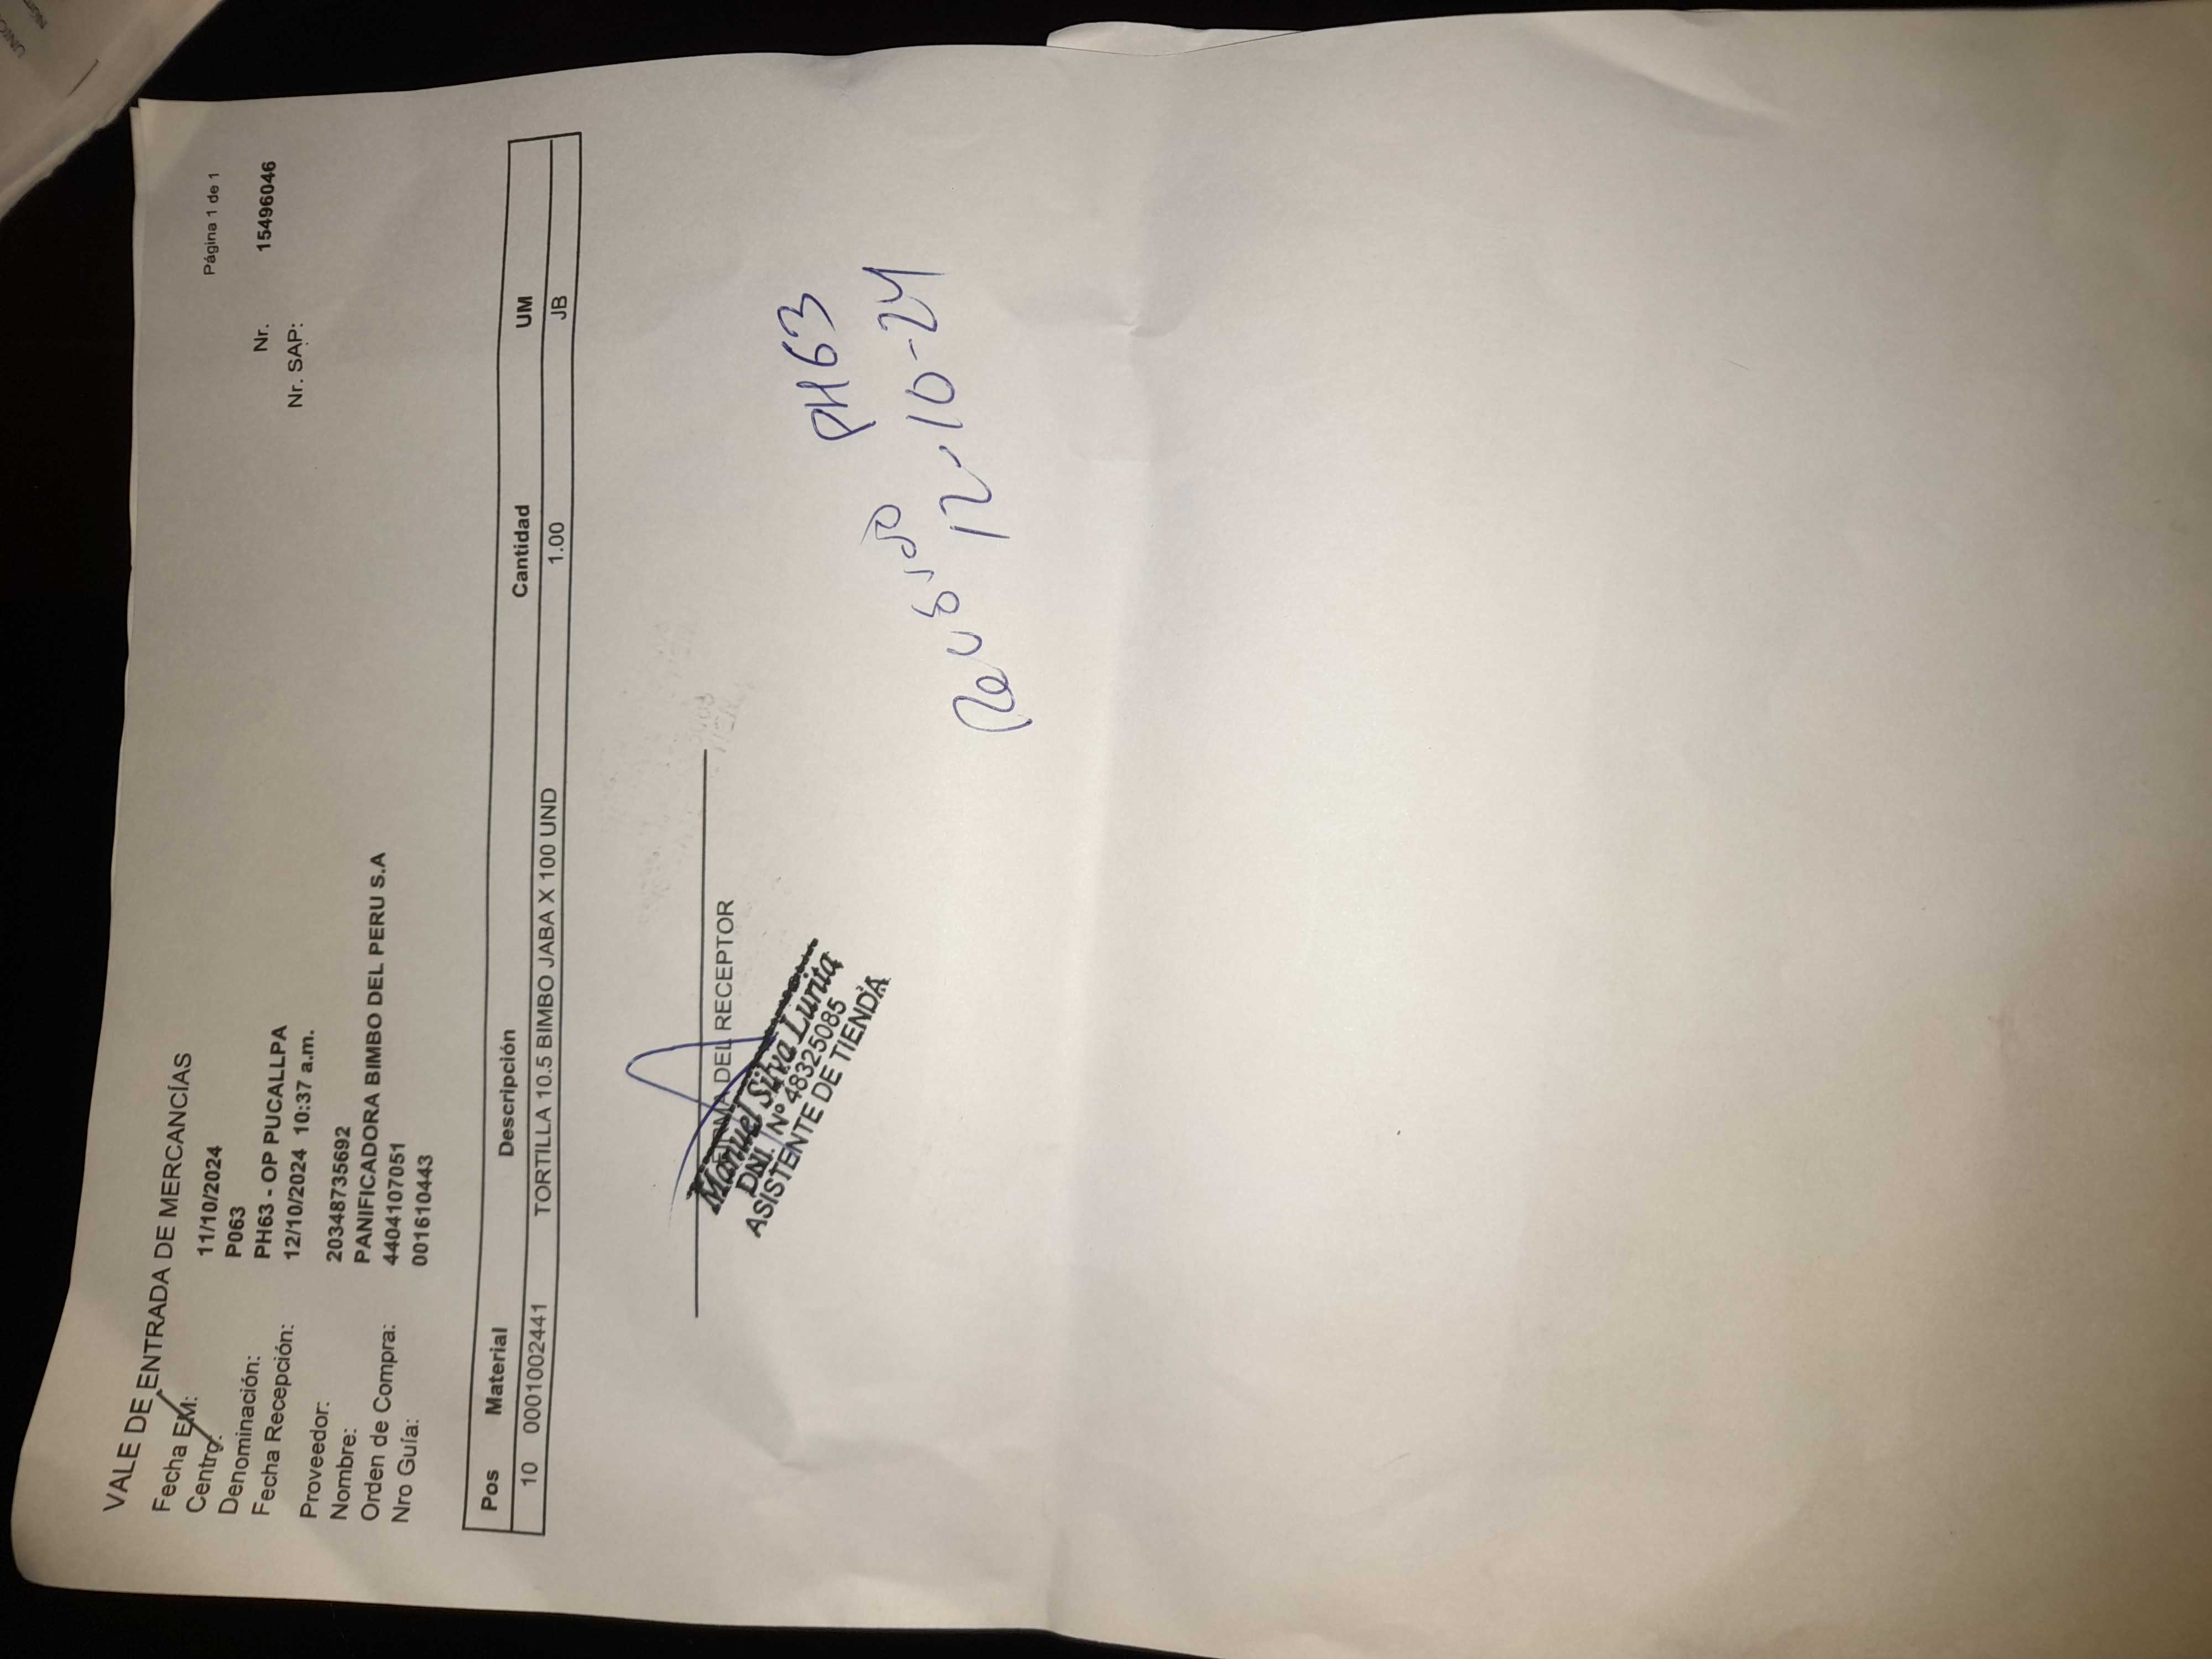 VALE DE ENTRADA DE MERCANCÍAS
Página 1 de 1
Fecha EM: 11/10/2024
Centro: P063
Denominación: PH63 - OP PUCALLPA
Nr. 15496046
Fecha Recepción: 12/10/2024 10:37 a.m.
Nr. SAP:
Proveedor: 20348735692
Nombre: PANIFICADORA BIMBO DEL PERU S.A
Orden de Compra: 4404107051
Nro Guía: 001610443
Pos Material Descripción Cantidad UM
10 0001002441 TORTILLA 10.5 BIMBO JABA X 100 UND 1.00 JB
FIRMA DEL RECEPTOR
Manuel Silva Lurita
DNI. N° 48325085
ASISTENTE DE TIENDA
PH63
Recibido 12-10-24